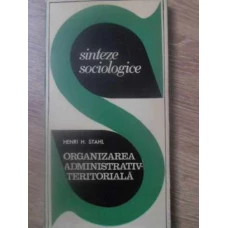 sinteze
sociologice
HENRI H. STAHL
ORGANIZAREA
ADMINISTRATIV-
TERITORIALĂ